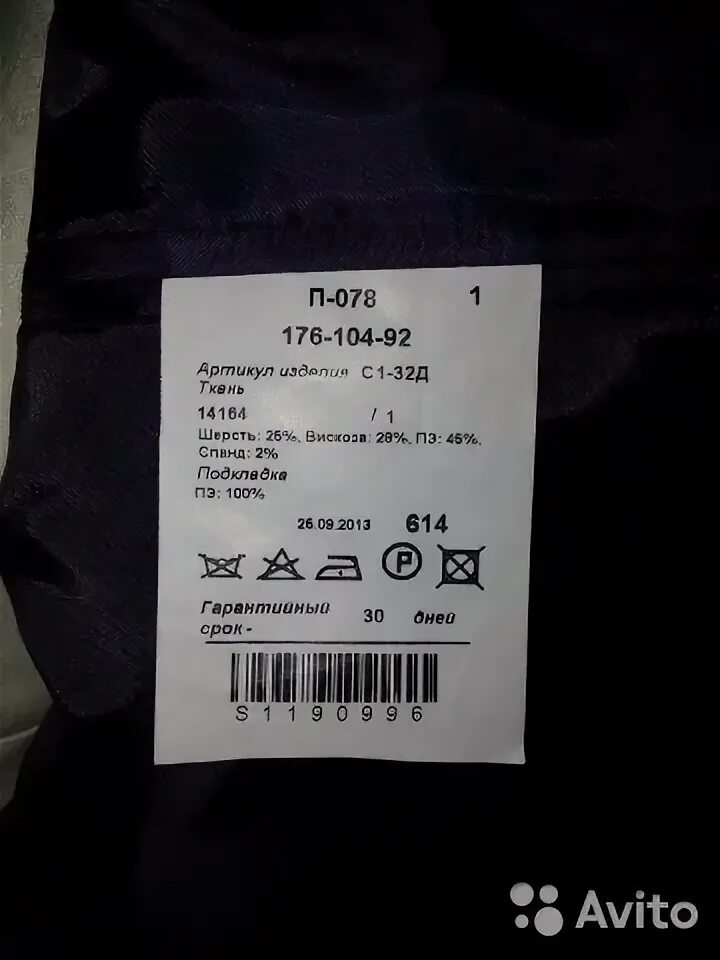 П-078 1
176-104-92
Артикул изделия С1-32Д
Ткань
14164 / 1
Шерсть: 25%, Вискоза: 28%, ПЭ: 45%,
Спанд: 2%
Подкладка
ПЭ: 100%
26.09.2013 614
P
Гарантийный 30 дней
срок-
S1190996
Avito